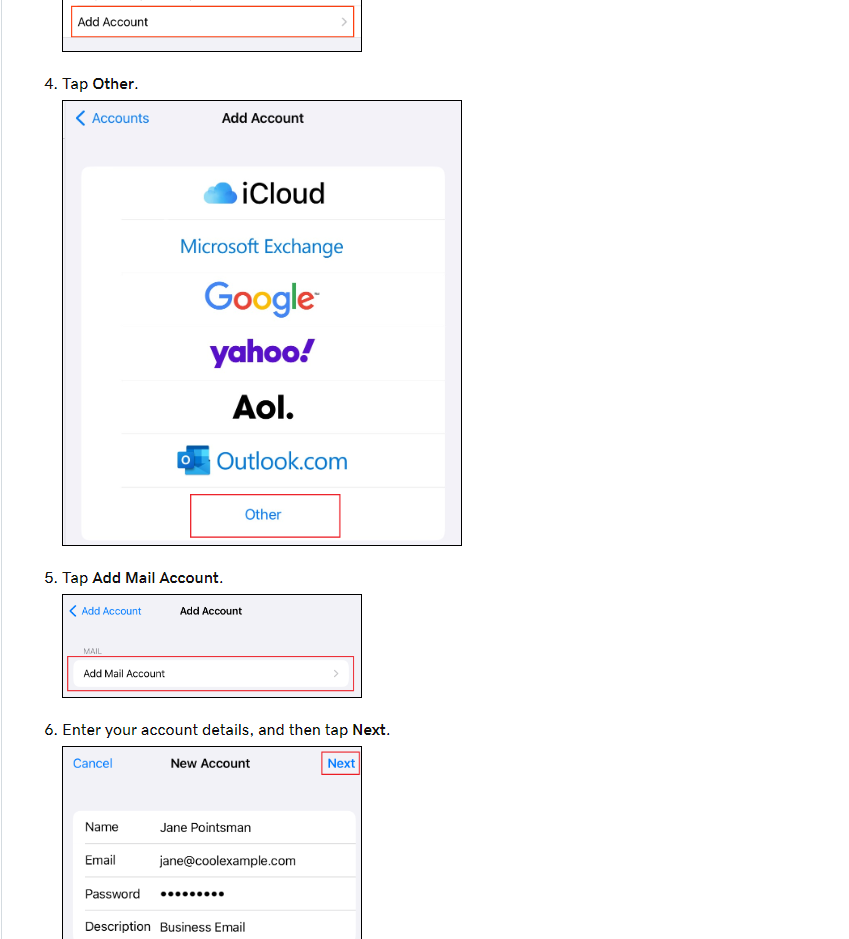 Add Account
4. Tap Other.
Accounts Add Account
iCloud
Microsoft Exchange
Google
yahoo!
Aol.
Outlook.com
Other
5. Tap Add Mail Account.
Add Account Add Account
MAIL
Add Mail Account
6. Enter your account details, and then tap Next.
Cancel New Account Next
Name Jane Pointsman
Email jane@coolexample.com
Password •••••••••
Description Business Email